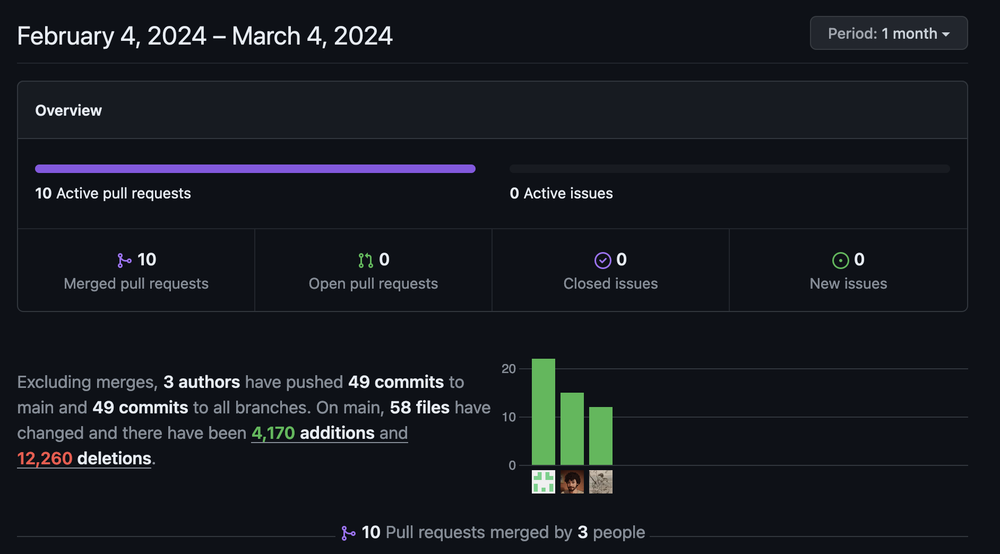 February 4, 2024 – March 4, 2024
Period: 1 month
Overview
10 Active pull requests
0 Active issues
10
Merged pull requests
0
Open pull requests
0
Closed issues
0
New issues
Excluding merges, 3 authors have pushed 49 commits to
main and 49 commits to all branches. On main, 58 files have
changed and there have been 4,170 additions and
12,260 deletions.
20
10
0
10 Pull requests merged by 3 people